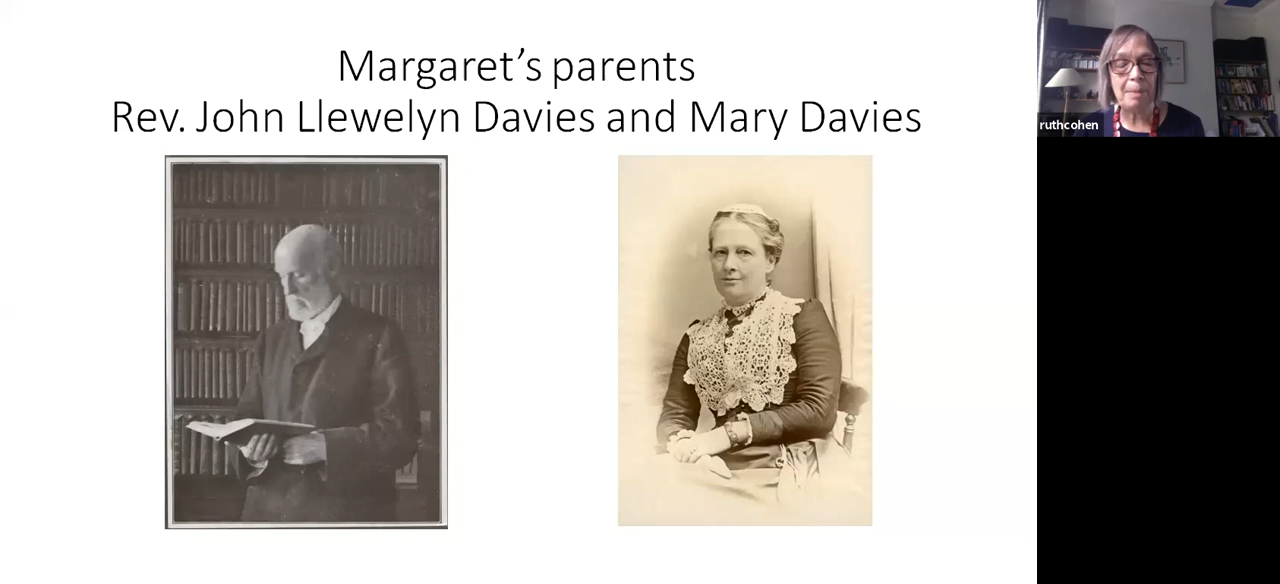 Margaret’s parents
Rev. John Llewelyn Davies and Mary Davies
ruthcohen